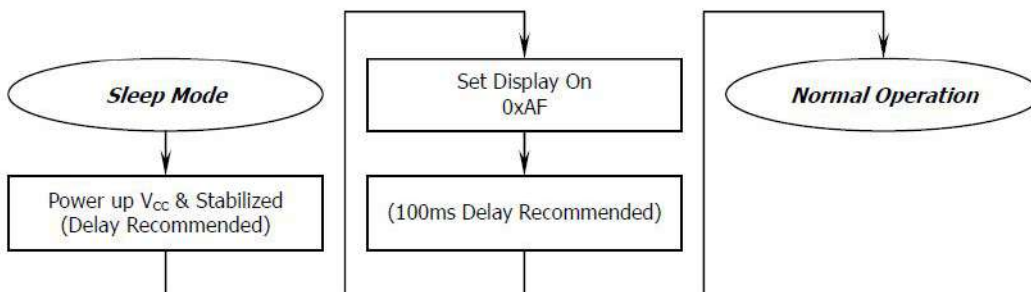 Sleep Mode
Power up VCC & Stabilized
(Delay Recommended)
Set Display On
0xAF
(100ms Delay Recommended)
Normal Operation